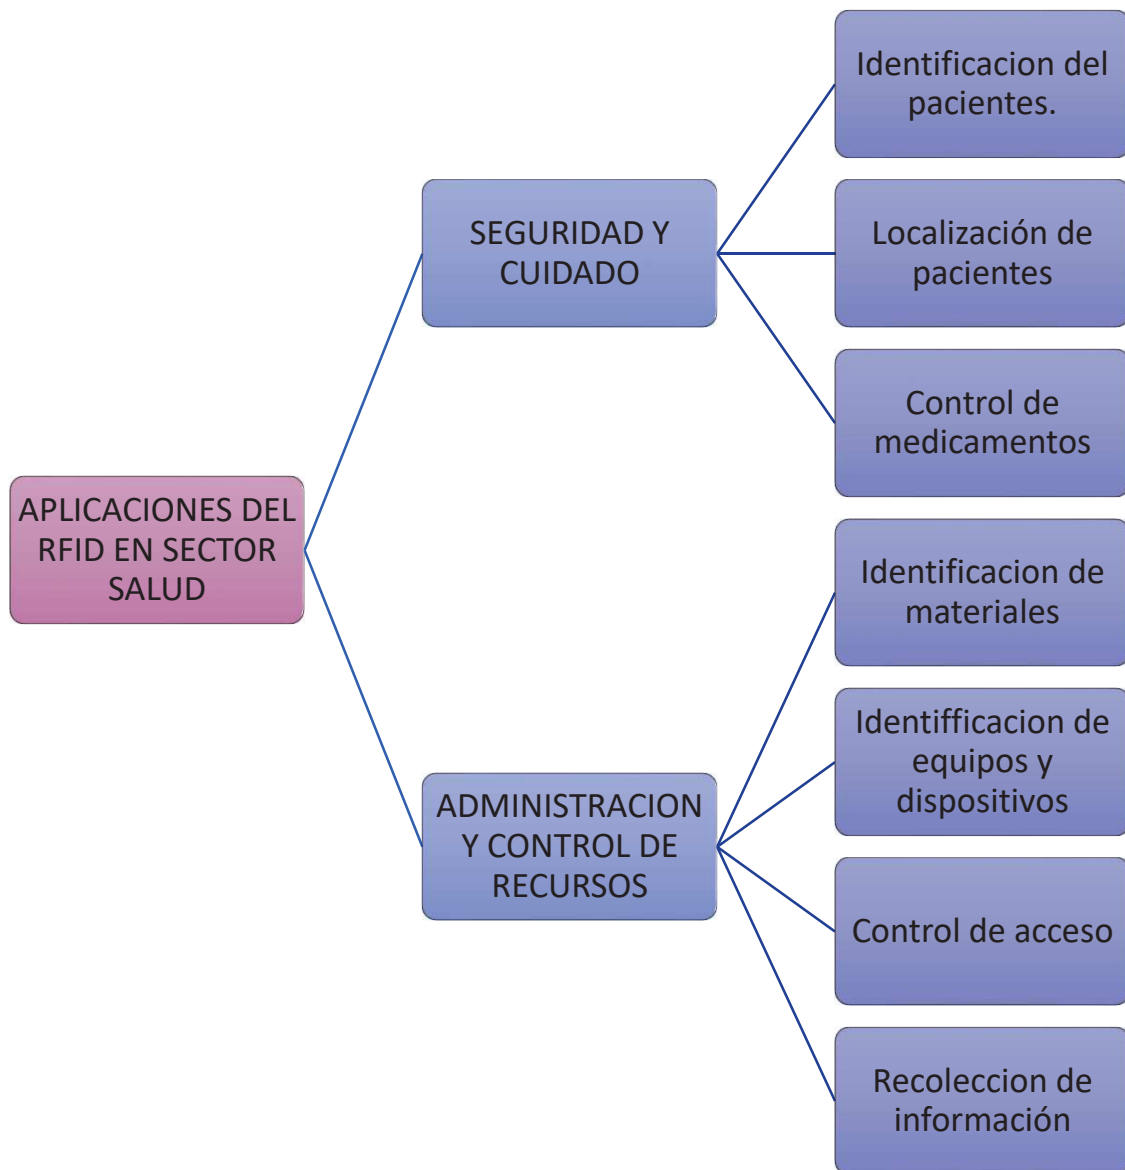 Identificacion del
pacientes.
SEGURIDAD Y
CUIDADO
Localización de
pacientes
Control de
medicamentos
APLICACIONES DEL
RFID EN SECTOR
SALUD
Identificacion de
materiales
Identifficacion de
equipos y
dispositivos
ADMINISTRACION
Y CONTROL DE
RECURSOS
Control de acceso
Recoleccion de
información